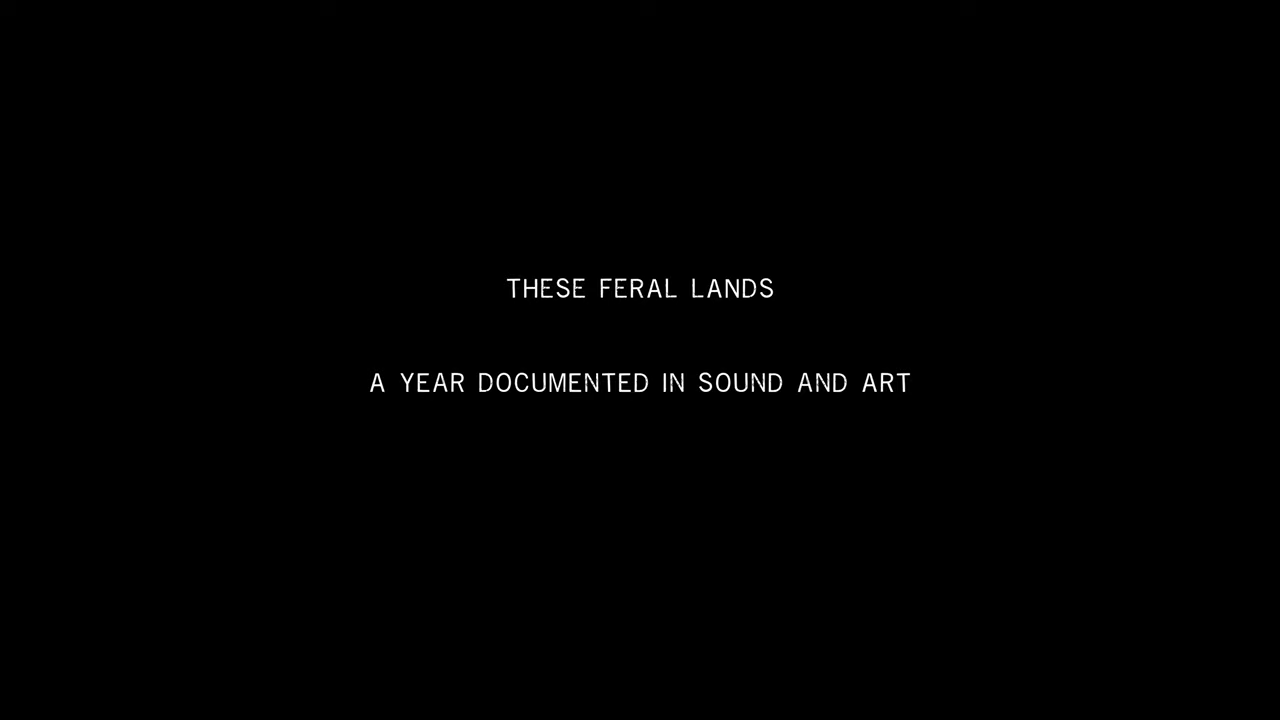 THESE FERAL LANDS
A YEAR DOCUMENTED IN SOUND AND ART